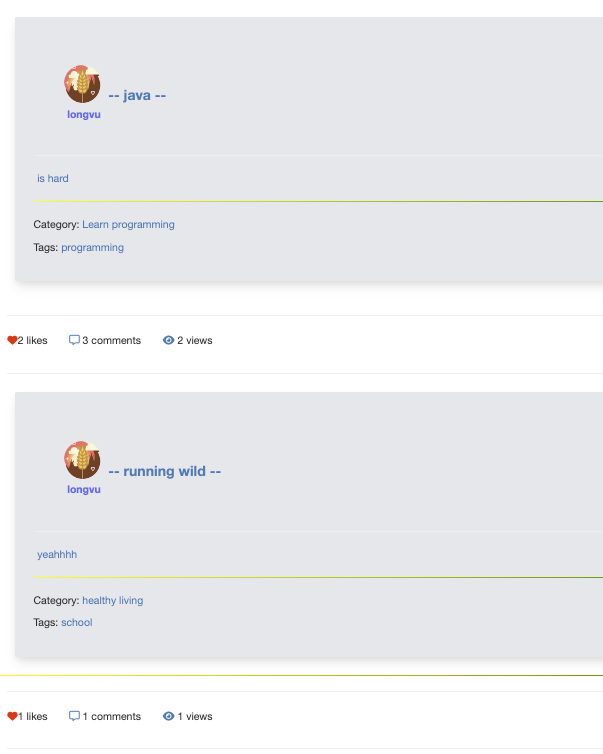 -- java --
longvu
is hard
Category: Learn programming
Tags: programming
2 likes 3 comments 2 views
-- running wild --
longvu
yeahhhh
Category: healthy living
Tags: school
1 likes 1 comments 1 views